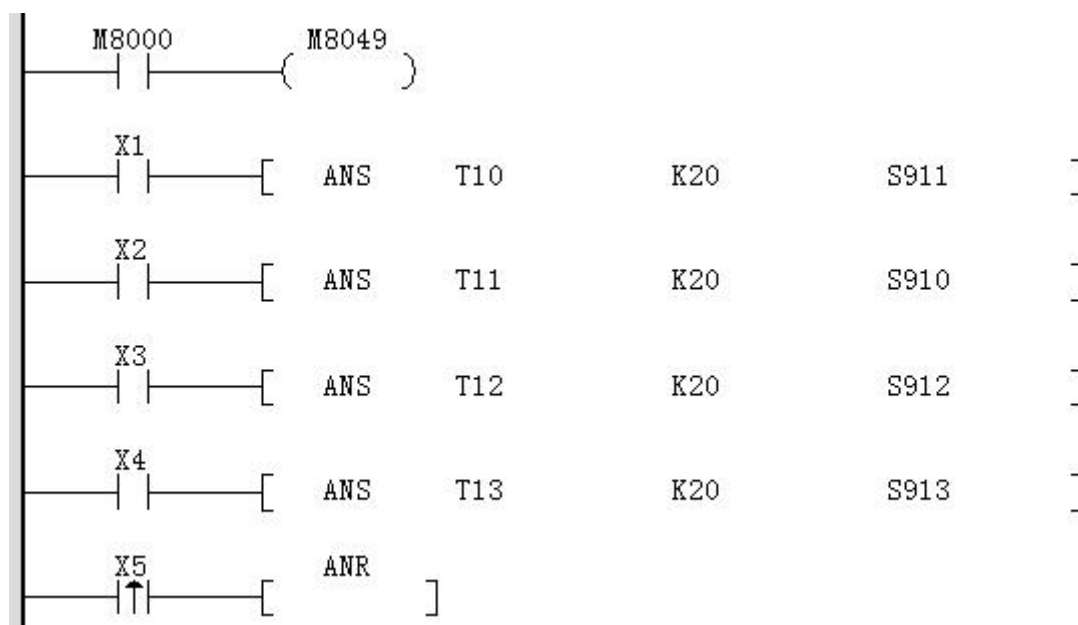 M8000 M8049
X1
ANS T10 K20 S911
X2
ANS T11 K20 S910
X3
ANS T12 K20 S912
X4
ANS T13 K20 S913
X5 ANR